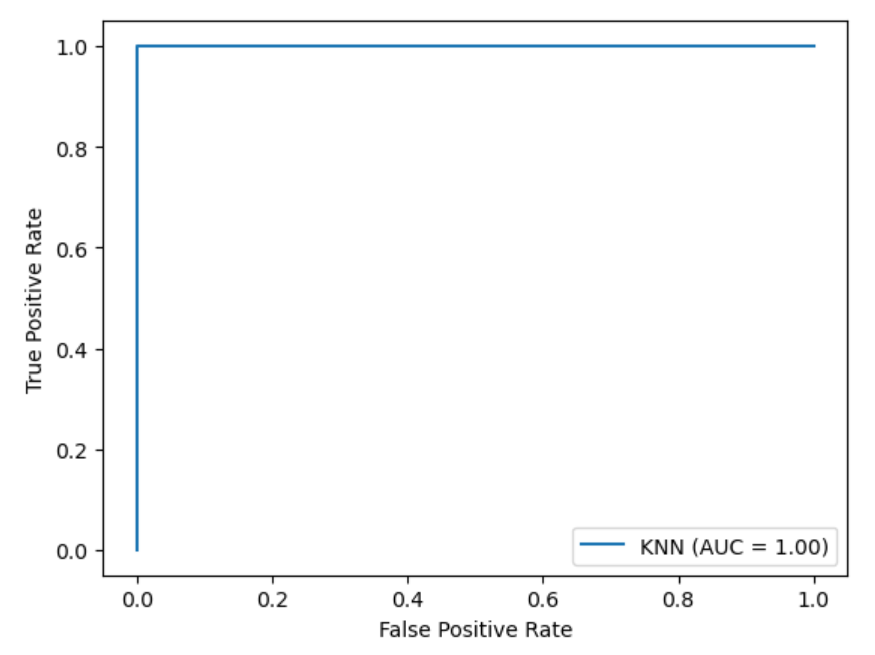 1.0
0.8
0.6
0.4
0.2
0.0
True Positive Rate
KNN (AUC = 1.00)
0.0 0.2 0.4 0.6 0.8 1.0
False Positive Rate